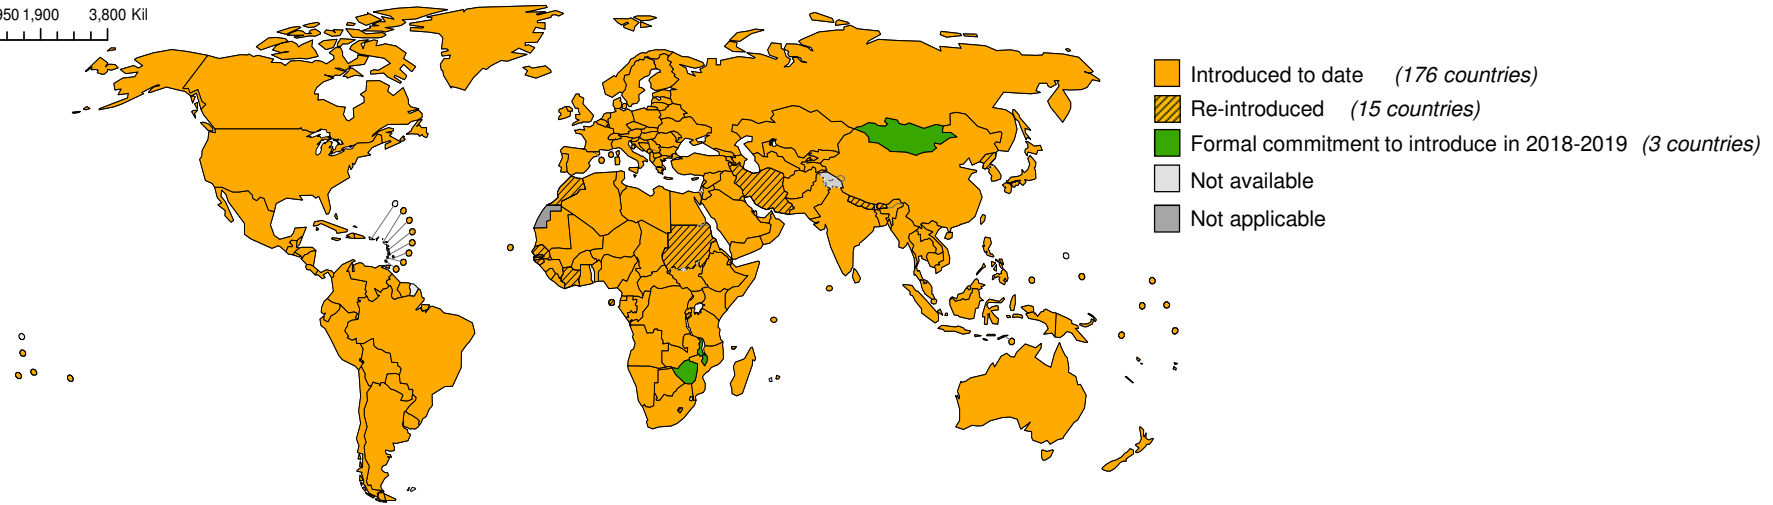 950 1,900 3,800 Kil
Introduced to date (176 countries)
Re-introduced (15 countries)
Formal commitment to introduce in 2018-2019 (3 countries)
Not available
Not applicable